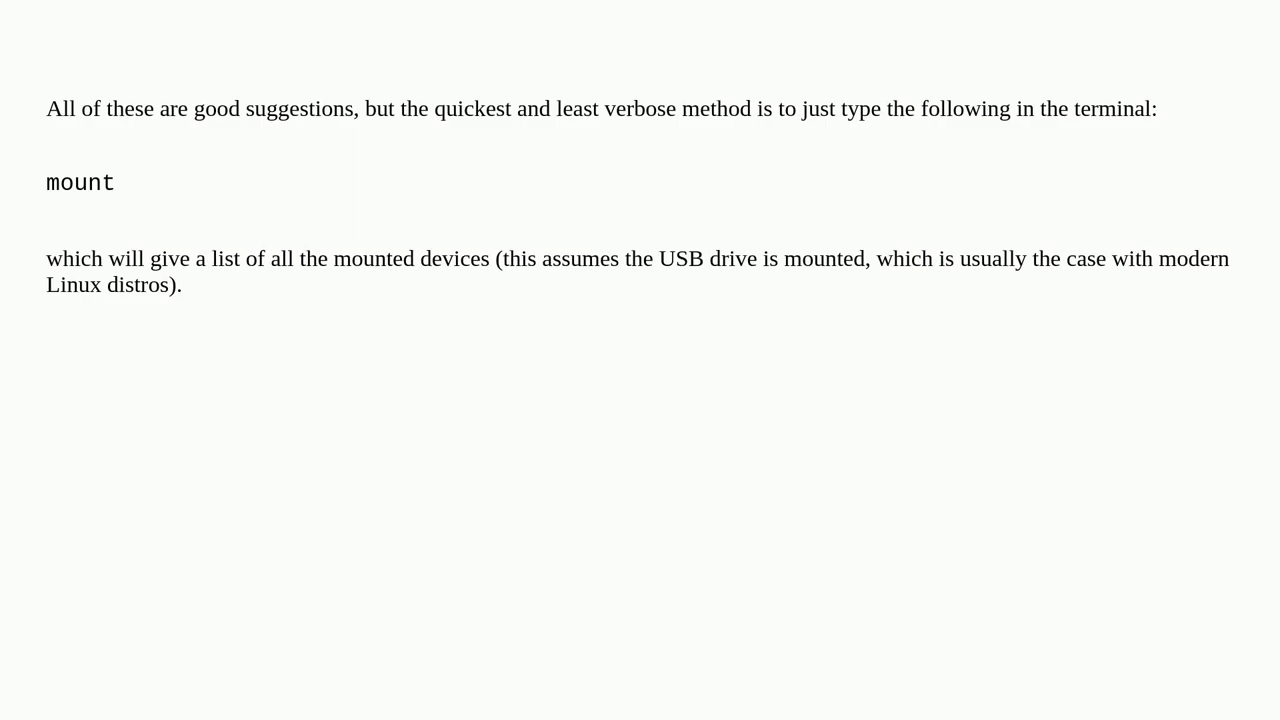 All of these are good suggestions, but the quickest and least verbose method is to just type the following in the terminal:
mount
which will give a list of all the mounted devices (this assumes the USB drive is mounted, which is usually the case with modern
Linux distros).